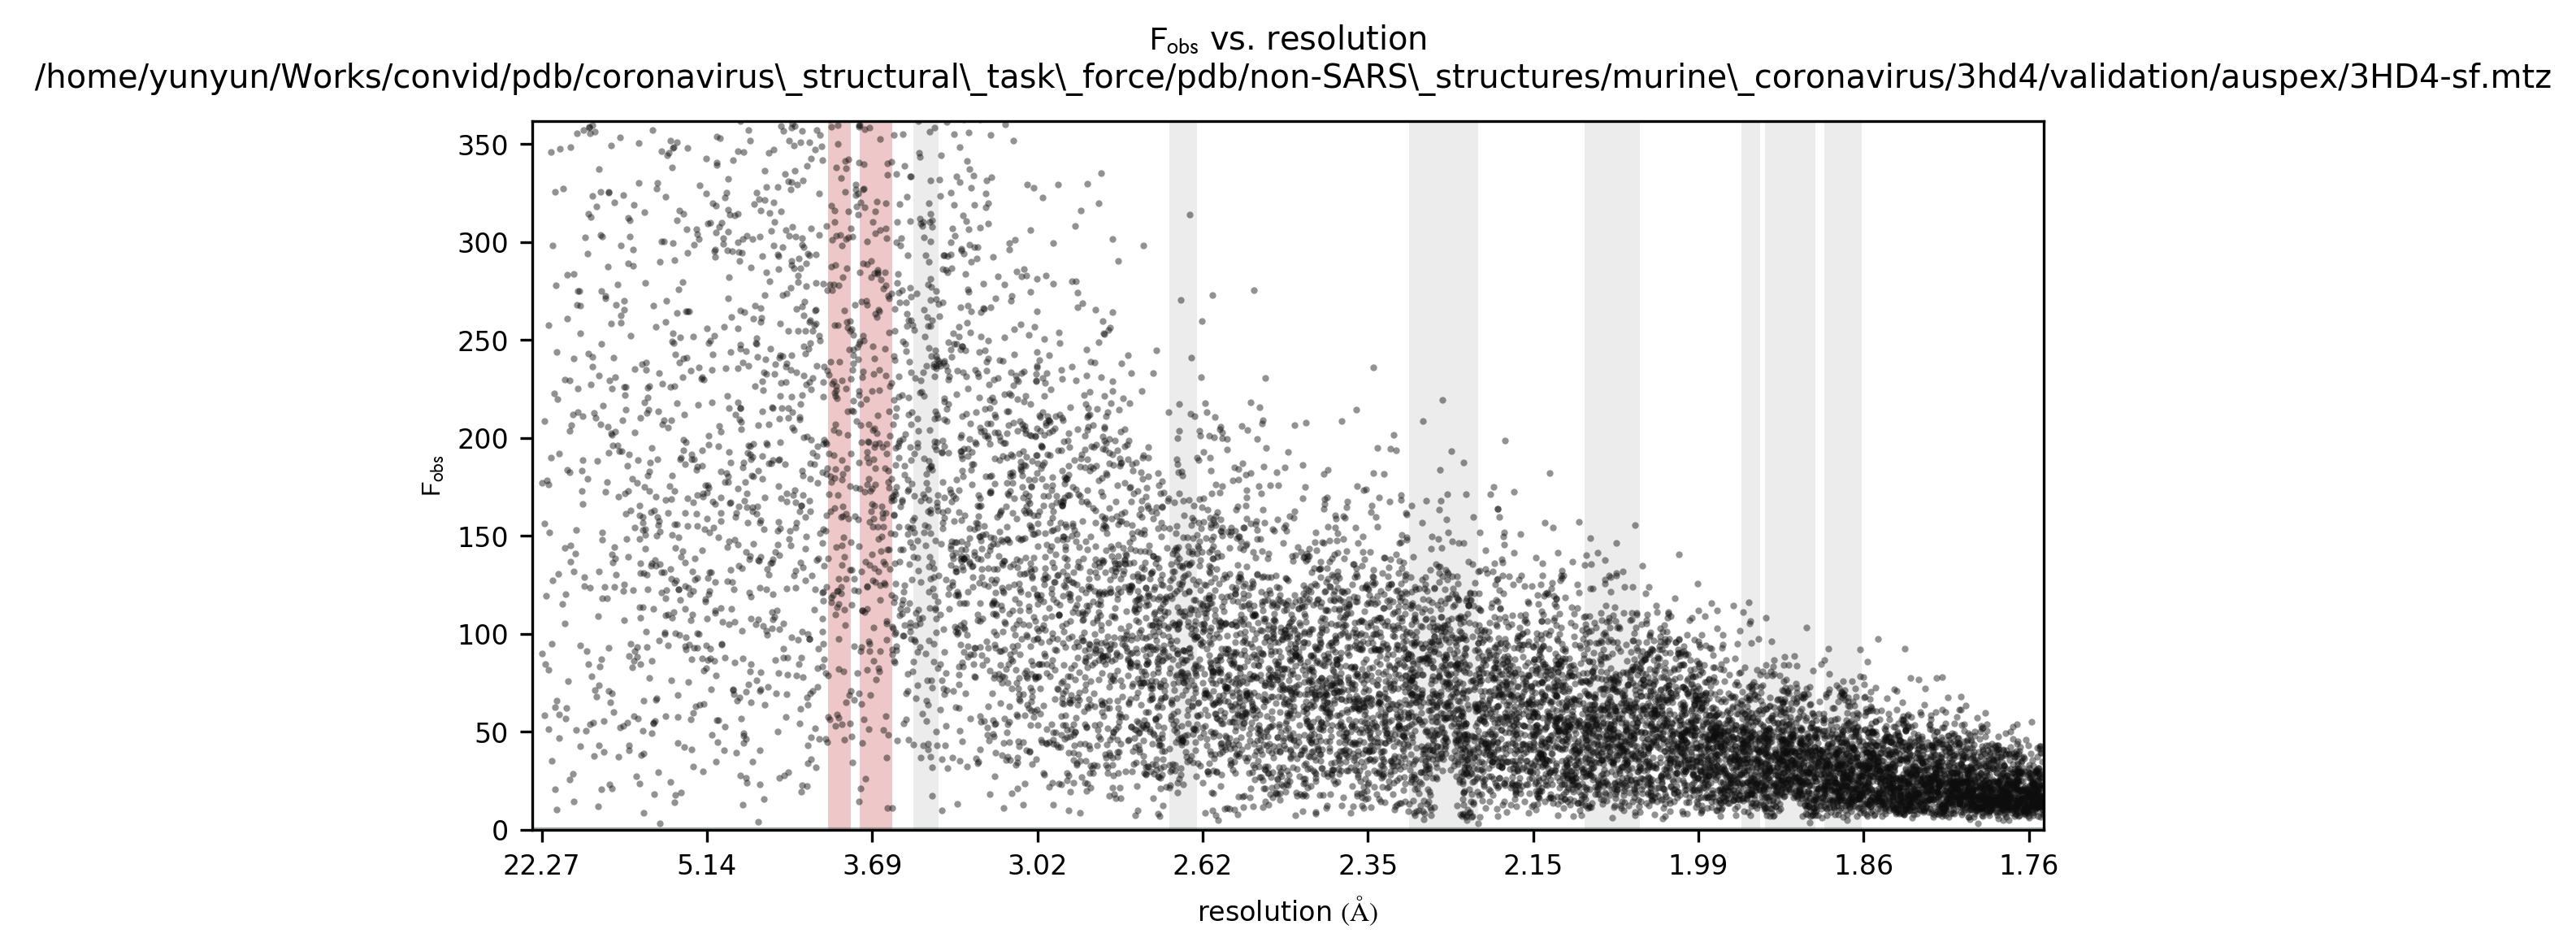 Fobs vs. resolution
/home/yunyun/Works/convid/pdb/coronavirus\_structural\_task\_force/pdb/non-SARS\_structures/murine\_coronavirus/3hd4/validation/auspex/3HD4-sf.mtz
350
300
250
200
150
100
50
0
Fobs
22.27 5.14 3.69 3.02 2.62 2.35 2.15 1.99 1.86 1.76
resolution (Å)